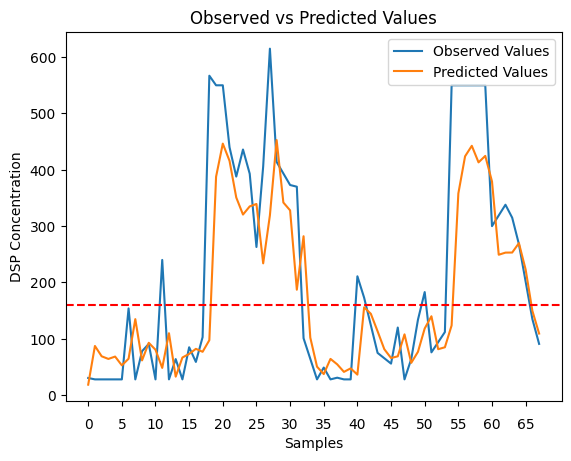 Observed vs Predicted Values
Observed Values
Predicted Values
600
500
400
300
200
100
0
DSP Concentration
0 5 10 15 20 25 30 35 40 45 50 55 60 65
Samples